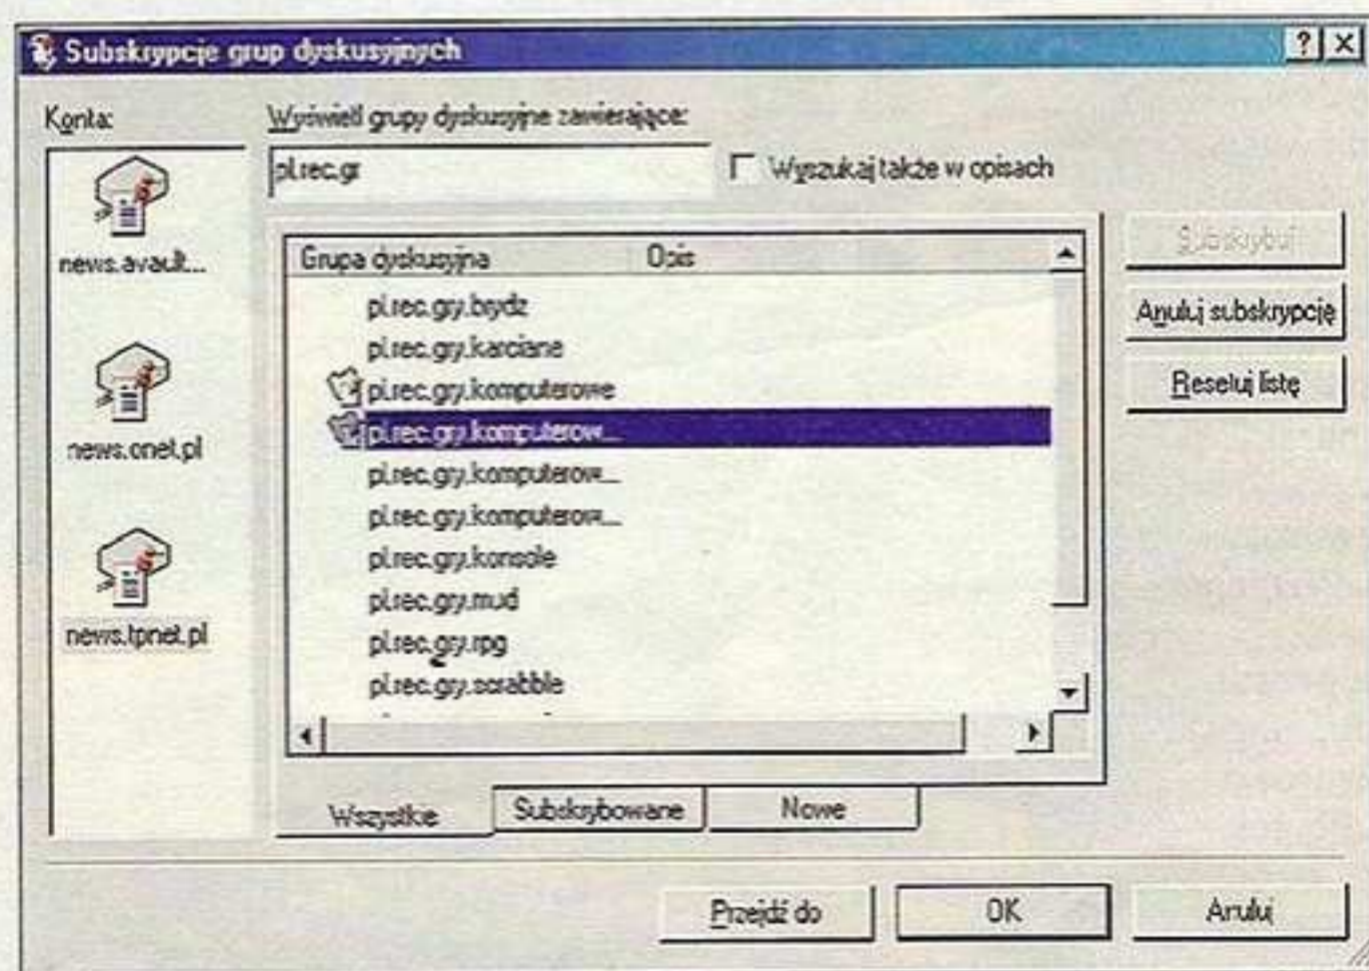 Subskrypcje grup dyskusyjnych
Konta:
news.avault...
news.onet.pl
news.tpnet.pl
Wyświetl grupy dyskusyjne zawierające:
pl.rec.gr
Wyszukaj także w opisach
Grupa dyskusyjna Opis
pl.rec.gry.brydz
pl.rec.gry.karciane
pl.rec.gry.komputerowe
pl.rec.gry.komputerow...
pl.rec.gry.komputerow...
pl.rec.gry.komputerow...
pl.rec.gry.konsole
pl.rec.gry.mud
pl.rec.gry.rpg
pl.rec.gry.scrabble
Wszystkie Subskrybowane Nowe
Subskrybuj
Anuluj subskrypcję
Resetuj listę
Przejdź do OK Anuluj